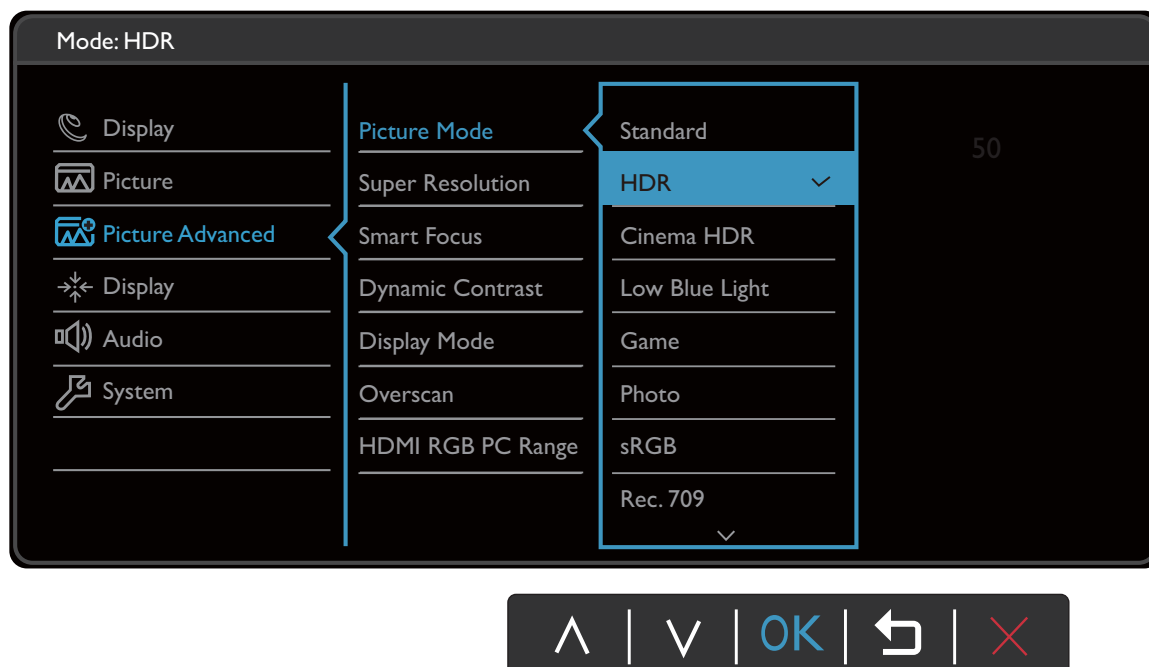 Mode: HDR
Display
Picture
Picture Advanced
Display
Audio
System
Picture Mode
Super Resolution
Smart Focus
Dynamic Contrast
Display Mode
Overscan
HDMI RGB PC Range
Standard
HDR
Cinema HDR
Low Blue Light
Game
Photo
sRGB
Rec. 709
50
OK